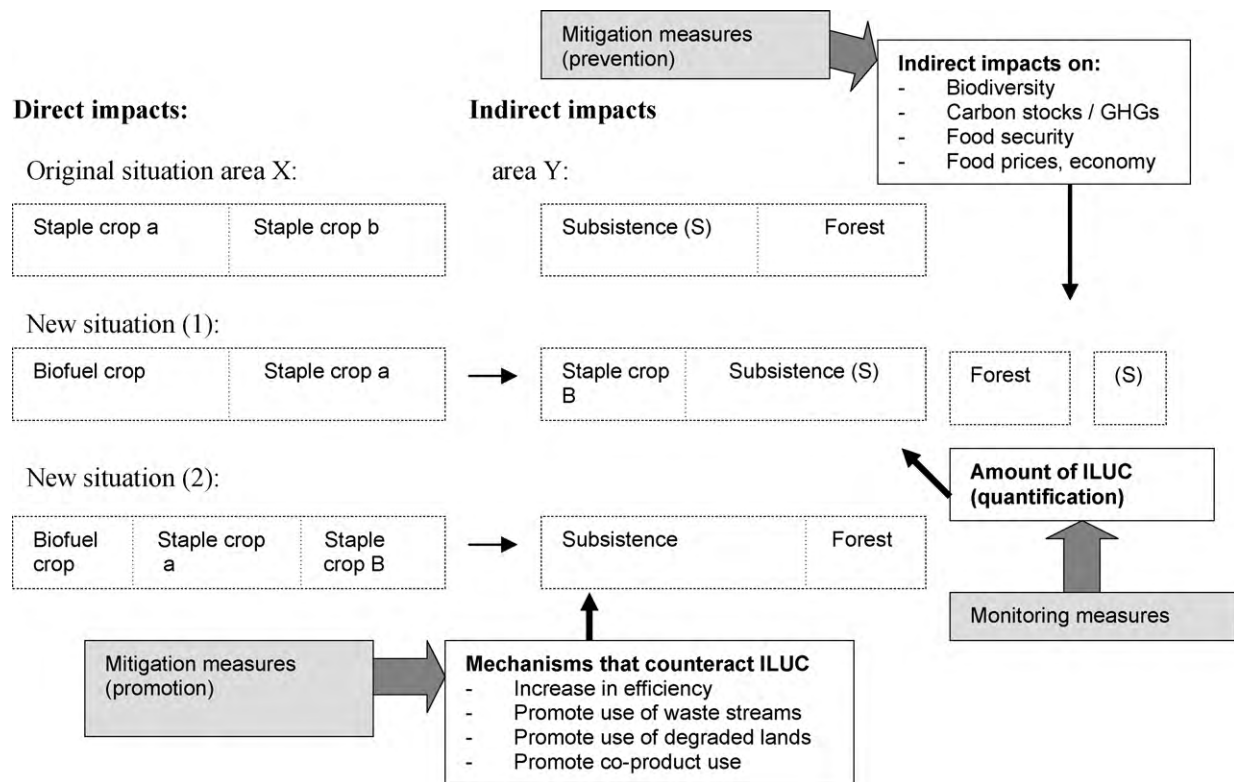 Mitigation measures
(prevention)
Indirect impacts on:
- Biodiversity
- Carbon stocks / GHGs
- Food security
- Food prices, economy
Direct impacts:
Indirect impacts
Original situation area X:
area Y:
Staple crop a
Staple crop b
Subsistence (S)
Forest
New situation (1):
Biofuel crop
Staple crop a
Staple crop
B
Subsistence (S)
Forest
(S)
New situation (2):
Amount of ILUC
(quantification)
Biofuel
crop
Staple crop
a
Staple
crop B
Subsistence
Forest
Monitoring measures
Mitigation measures
(promotion)
Mechanisms that counteract ILUC
- Increase in efficiency
- Promote use of waste streams
- Promote use of degraded lands
- Promote co-product use